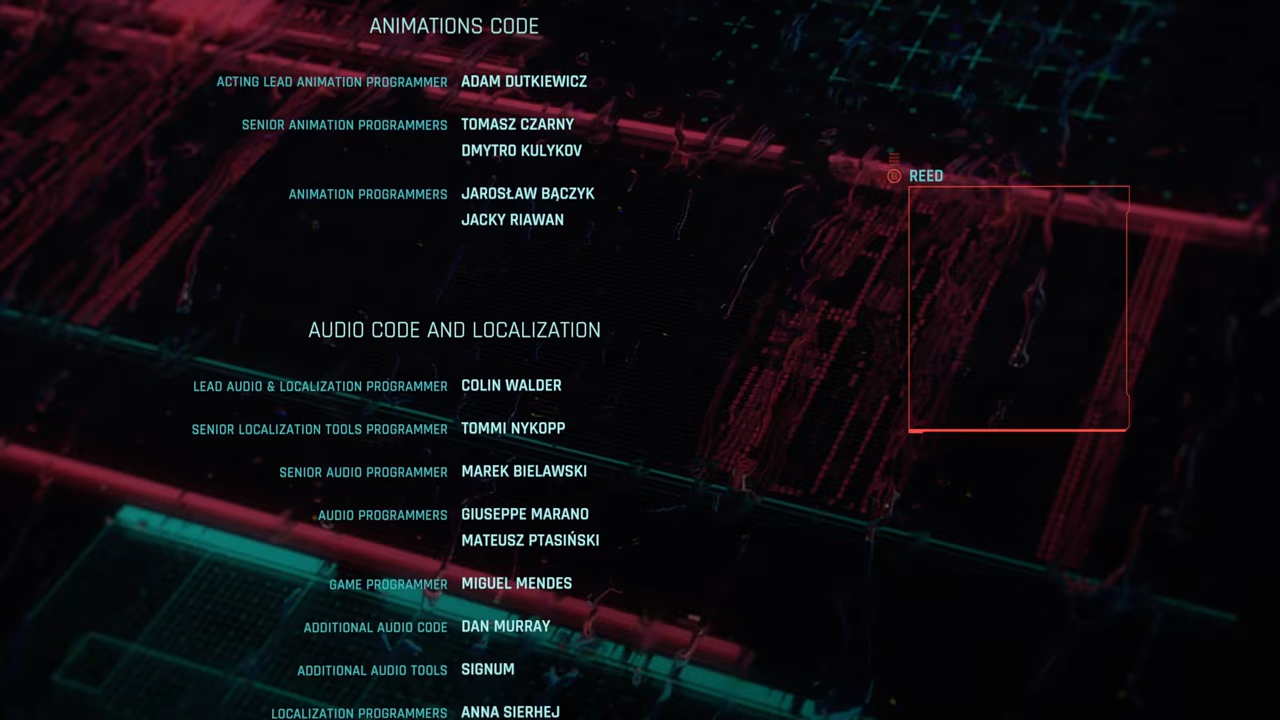 ANIMATIONS CODE
ACTING LEAD ANIMATION PROGRAMMER ADAM DUTKIEWICZ
SENIOR ANIMATION PROGRAMMERS TOMASZ CZARNY
DMYTRO KULYKOV
ANIMATION PROGRAMMERS JAROSŁAW BĄCZYK
JACKY RIAWAN
REED
AUDIO CODE AND LOCALIZATION
LEAD AUDIO & LOCALIZATION PROGRAMMER COLIN WALDER
SENIOR LOCALIZATION TOOLS PROGRAMMER TOMMI NYKOPP
SENIOR AUDIO PROGRAMMER MAREK BIELAWSKI
AUDIO PROGRAMMERS GIUSEPPE MARANO
MATEUSZ PTASIŃSKI
GAME PROGRAMMER MIGUEL MENDES
ADDITIONAL AUDIO CODE DAN MURRAY
ADDITIONAL AUDIO TOOLS SIGNUM
LOCALIZATION PROGRAMMERS ANNA SIERHEJ